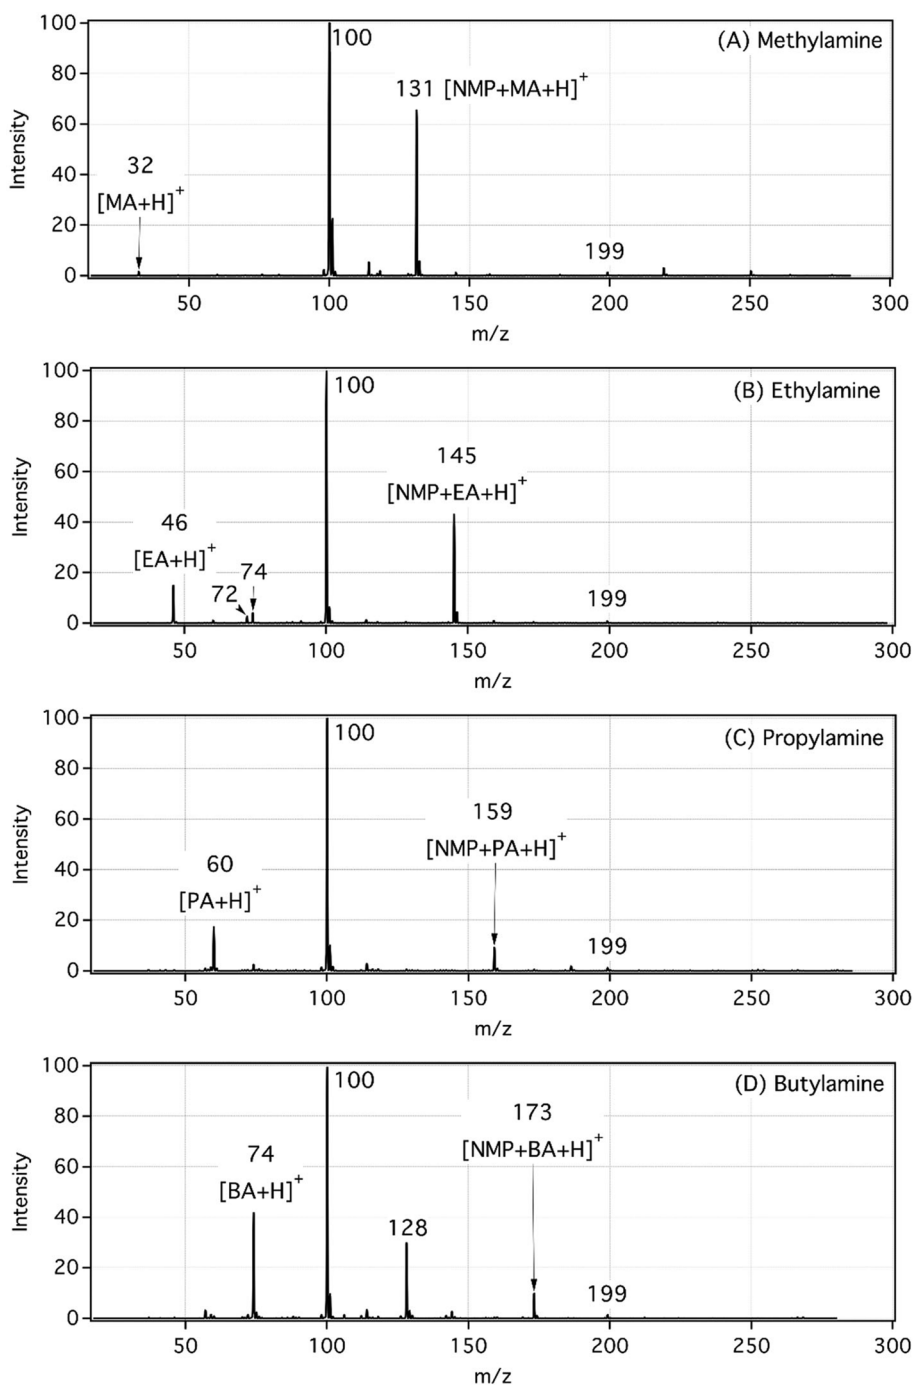 (A) Methylamine
100
131 [NMP+MA+H]⁺
32
[MA+H]⁺
199
Intensity
100
80
60
40
20
0
50 100 150 200 250 300
m/z
(B) Ethylamine
100
145
[NMP+EA+H]⁺
46
[EA+H]⁺
72
74
199
Intensity
100
80
60
40
20
0
50 100 150 200 250 300
m/z
(C) Propylamine
100
159
[NMP+PA+H]⁺
60
[PA+H]⁺
199
Intensity
100
80
60
40
20
0
50 100 150 200 250 300
m/z
(D) Butylamine
100
173
[NMP+BA+H]⁺
74
[BA+H]⁺
128
199
Intensity
100
80
60
40
20
0
50 100 150 200 250 300
m/z